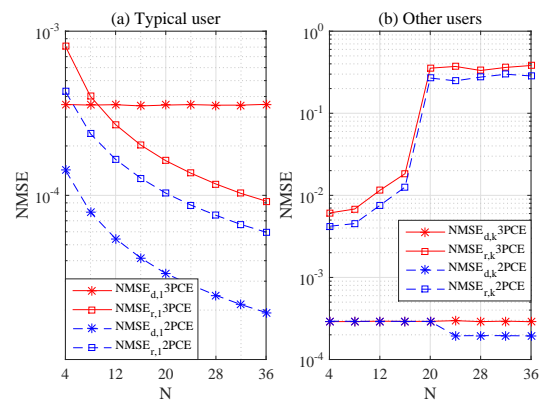 (a) Typical user
10^-3
10^-4
NMSE
4 12 20 28 36
N
NMSE_d,1 3PCE
NMSE_r,1 3PCE
NMSE_d,1 2PCE
NMSE_r,1 2PCE
(b) Other users
10^0
10^-1
10^-2
10^-3
10^-4
NMSE
4 12 20 28 36
N
NMSE_d,k 3PCE
NMSE_r,k 3PCE
NMSE_d,k 2PCE
NMSE_r,k 2PCE